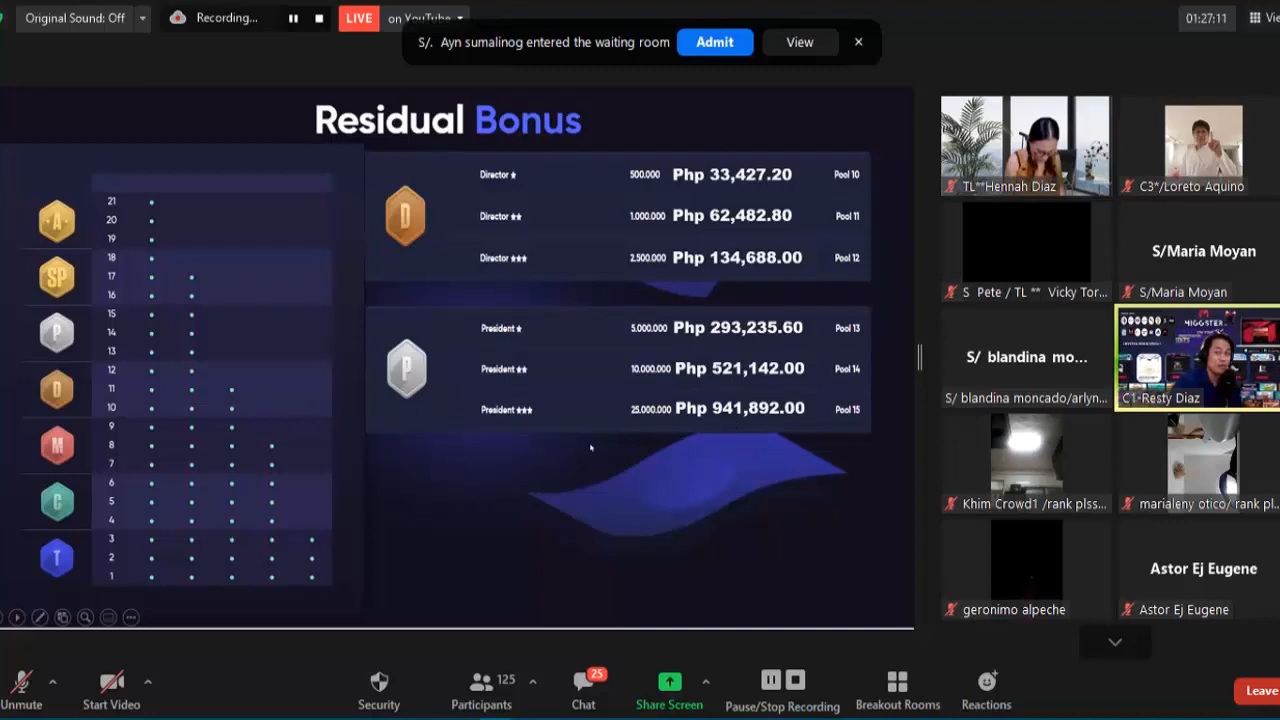 Original Sound: Off
Recording...
LIVE
on YouTube
01:27:11
S/. Ayn sumalinog entered the waiting room
Admit
View
Residual Bonus
21
20
19
18
17
16
15
14
13
12
11
10
9
8
7
6
5
4
3
2
1
A
SP
P
D
M
G
T
D
Director ★ 500.000 Php 33,427.20 Pool 10
Director ★★ 1.000.000 Php 62,482.80 Pool 11
Director ★★★ 2.500.000 Php 134,688.00 Pool 12
P
President ★ 5.000.000 Php 293,235.60 Pool 13
President ★★ 10.000.000 Php 521,142.00 Pool 14
President ★★★ 25.000.000 Php 941,892.00 Pool 15
TL**Hennah Diaz
C3*/Loreto Aquino
S Pete / TL ** Vicky Tor...
S/Maria Moyan
S/Maria Moyan
S/ blandina mo...
S/ blandina moncado/arlyn...
MIGGSTER
C1-Resty Diaz
Khim Crowd1 /rank plss...
marialeny otico/ rank pl...
geronimo alpeche
Astor Ej Eugene
Astor Ej Eugene
Unmute
Start Video
Security
Participants
125
Chat
25
Share Screen
Pause/Stop Recording
Breakout Rooms
Reactions
Leave